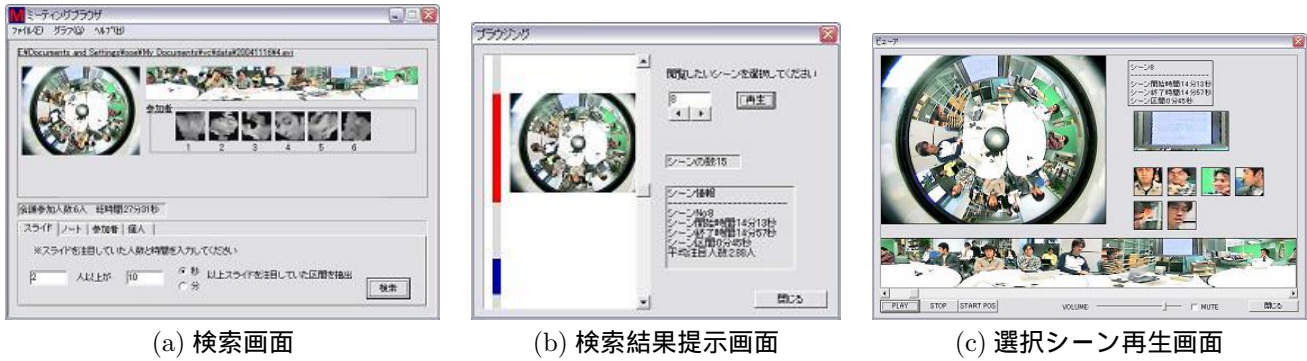 ミーティングブラウザ
ファイル(F) グラフ(G) ヘルプ(H)
E:¥Documents and Settings¥ooe¥My Documents¥vc¥data¥20041116¥4.avi
参加者
1 2 3 4 5 6
会議参加人数6人 総時間27分31秒
スライド ノート 参加者 個人
※スライドを注目していた人数と時間を入力してください
2 人以上が 10 秒 以上スライドを注目していた区間を抽出
分
検索
(a) 検索画面
ブラウジング
閲覧したいシーンを選択してください
8 再生
シーンの数15
シーン情報
シーンNo8
シーン開始時間14分13秒
シーン終了時間14分57秒
シーン区間0分45秒
平均注目人数2.88人
閉じる
(b) 検索結果提示画面
ビューア
シーン8
シーン開始時間14分13秒
シーン終了時間14分57秒
シーン区間0分45秒
PLAY STOP START POS VOLUME MUTE 閉じる
(c) 選択シーン再生画面